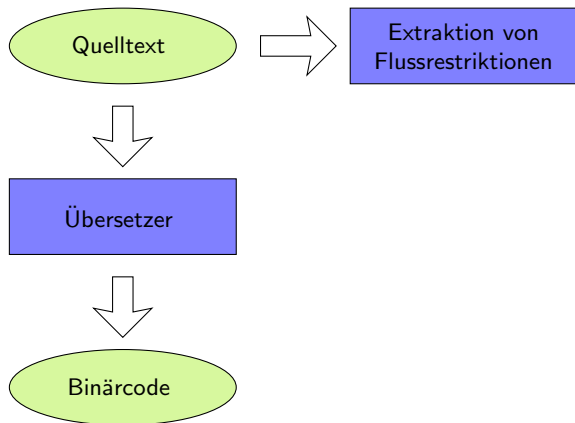 Quelltext
Extraktion von
Flussrestriktionen
Übersetzer
Binärcode